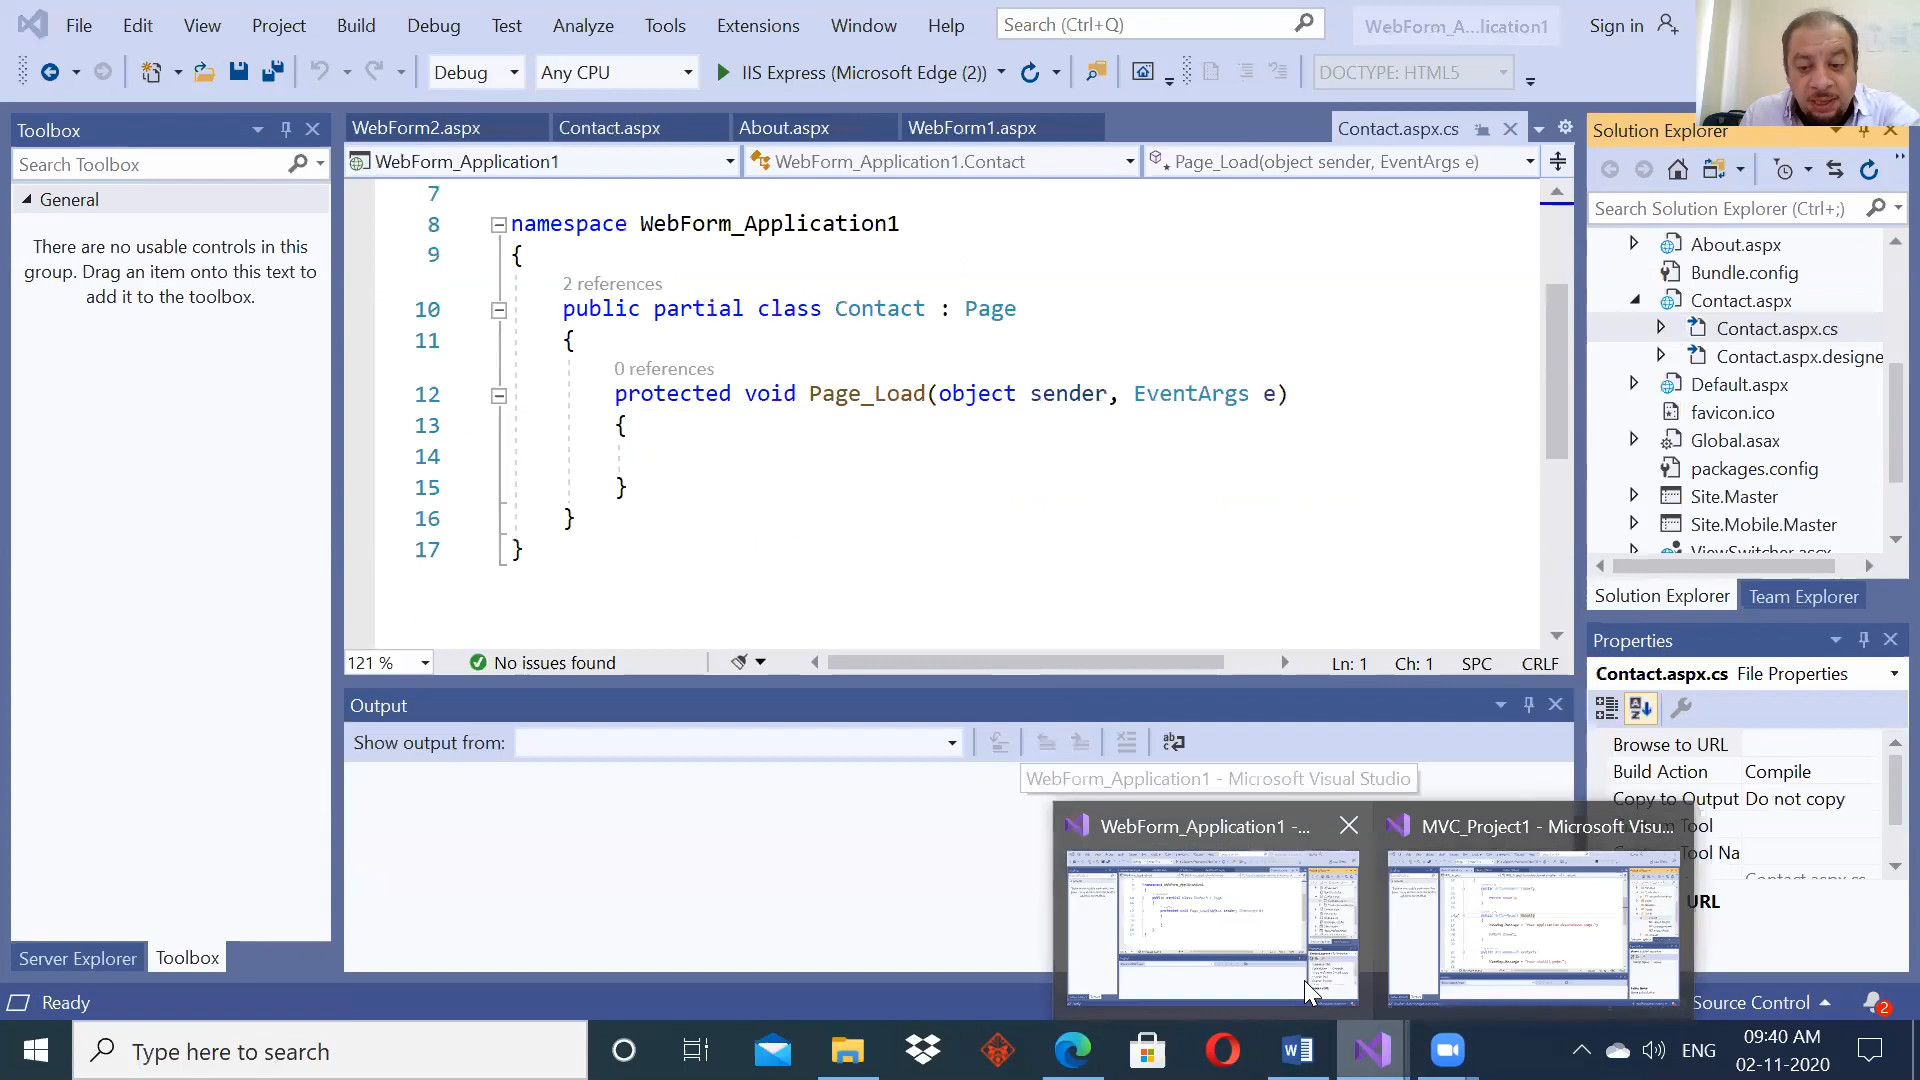 File Edit View Project Build Debug Test Analyze Tools Extensions Window Help Search (Ctrl+Q) WebForm_A...lication1 Sign in
Debug Any CPU IIS Express (Microsoft Edge (2)) DOCTYPE: HTML5
Toolbox
Search Toolbox
General
There are no usable controls in this
group. Drag an item onto this text to
add it to the toolbox.
Server Explorer Toolbox
WebForm2.aspx Contact.aspx About.aspx WebForm1.aspx Contact.aspx.cs
WebForm_Application1 WebForm_Application1.Contact Page_Load(object sender, EventArgs e)
7
8 namespace WebForm_Application1
9 {
2 references
10 public partial class Contact : Page
11 {
0 references
12 protected void Page_Load(object sender, EventArgs e)
13 {
14
15 }
16 }
17 }
121 % No issues found Ln: 1 Ch: 1 SPC CRLF
Output
Show output from:
WebForm_Application1 - Microsoft Visual Studio
WebForm_Application1 -... MVC_Project1 - Microsoft Visu...
Solution Explorer
Search Solution Explorer (Ctrl+;)
About.aspx
Bundle.config
Contact.aspx
Contact.aspx.cs
Contact.aspx.designe
Default.aspx
favicon.ico
Global.asax
packages.config
Site.Master
Site.Mobile.Master
ViewSwitcher.ascx
Solution Explorer Team Explorer
Properties
Contact.aspx.cs File Properties
Browse to URL
Build Action Compile
Copy to Output Do not copy
Tool
Tool Na
Contact.aspx.cs
URL
Ready Source Control 2
Type here to search ENG 09:40 AM
02-11-2020